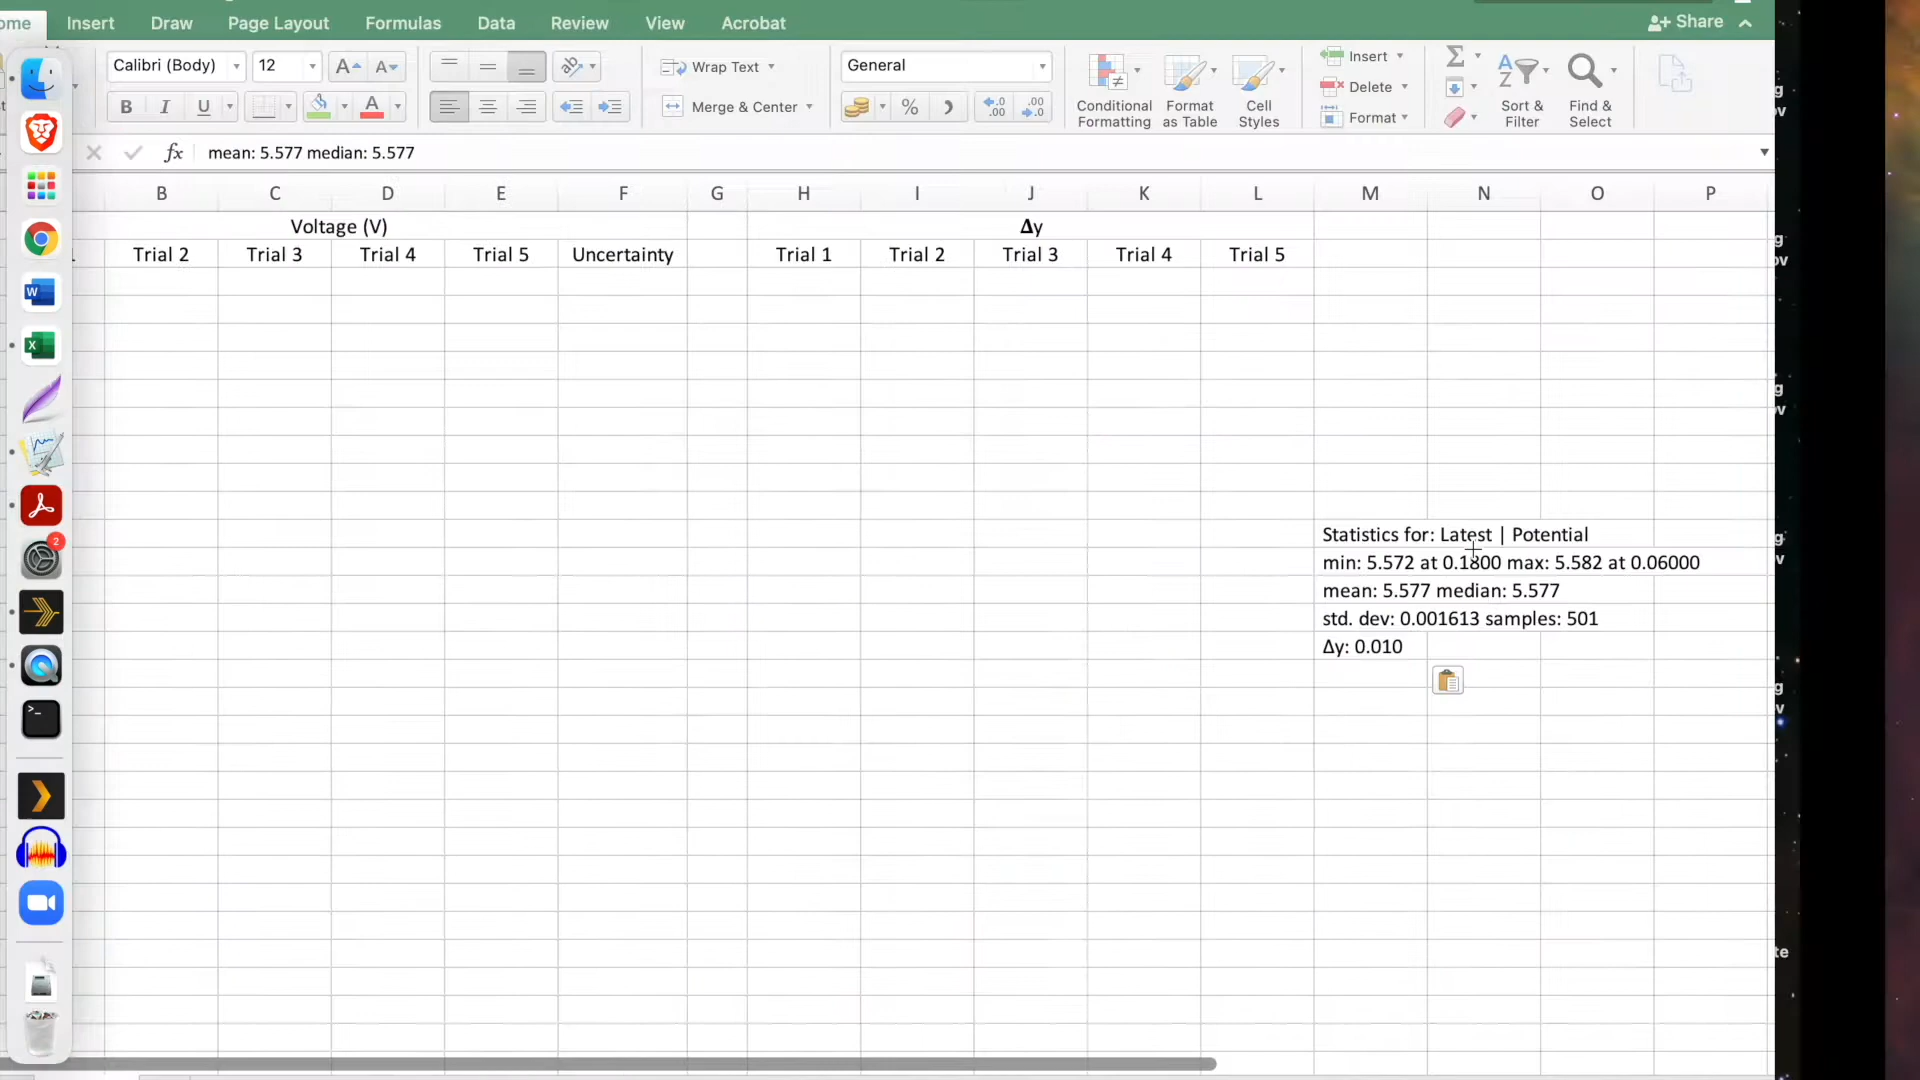 ome Insert Draw Page Layout Formulas Data Review View Acrobat Share
Calibri (Body) 12 Wrap Text General Insert
Delete
B I U Merge & Center % Conditional Formatting Format as Table Cell Styles Format Sort & Filter Find & Select
fx mean: 5.577 median: 5.577
B C D E F G H I J K L M N O P
Voltage (V) Δy
Trial 2 Trial 3 Trial 4 Trial 5 Uncertainty Trial 1 Trial 2 Trial 3 Trial 4 Trial 5
Statistics for: Latest | Potential
min: 5.572 at 0.1800 max: 5.582 at 0.06000
mean: 5.577 median: 5.577
std. dev: 0.001613 samples: 501
Δy: 0.010